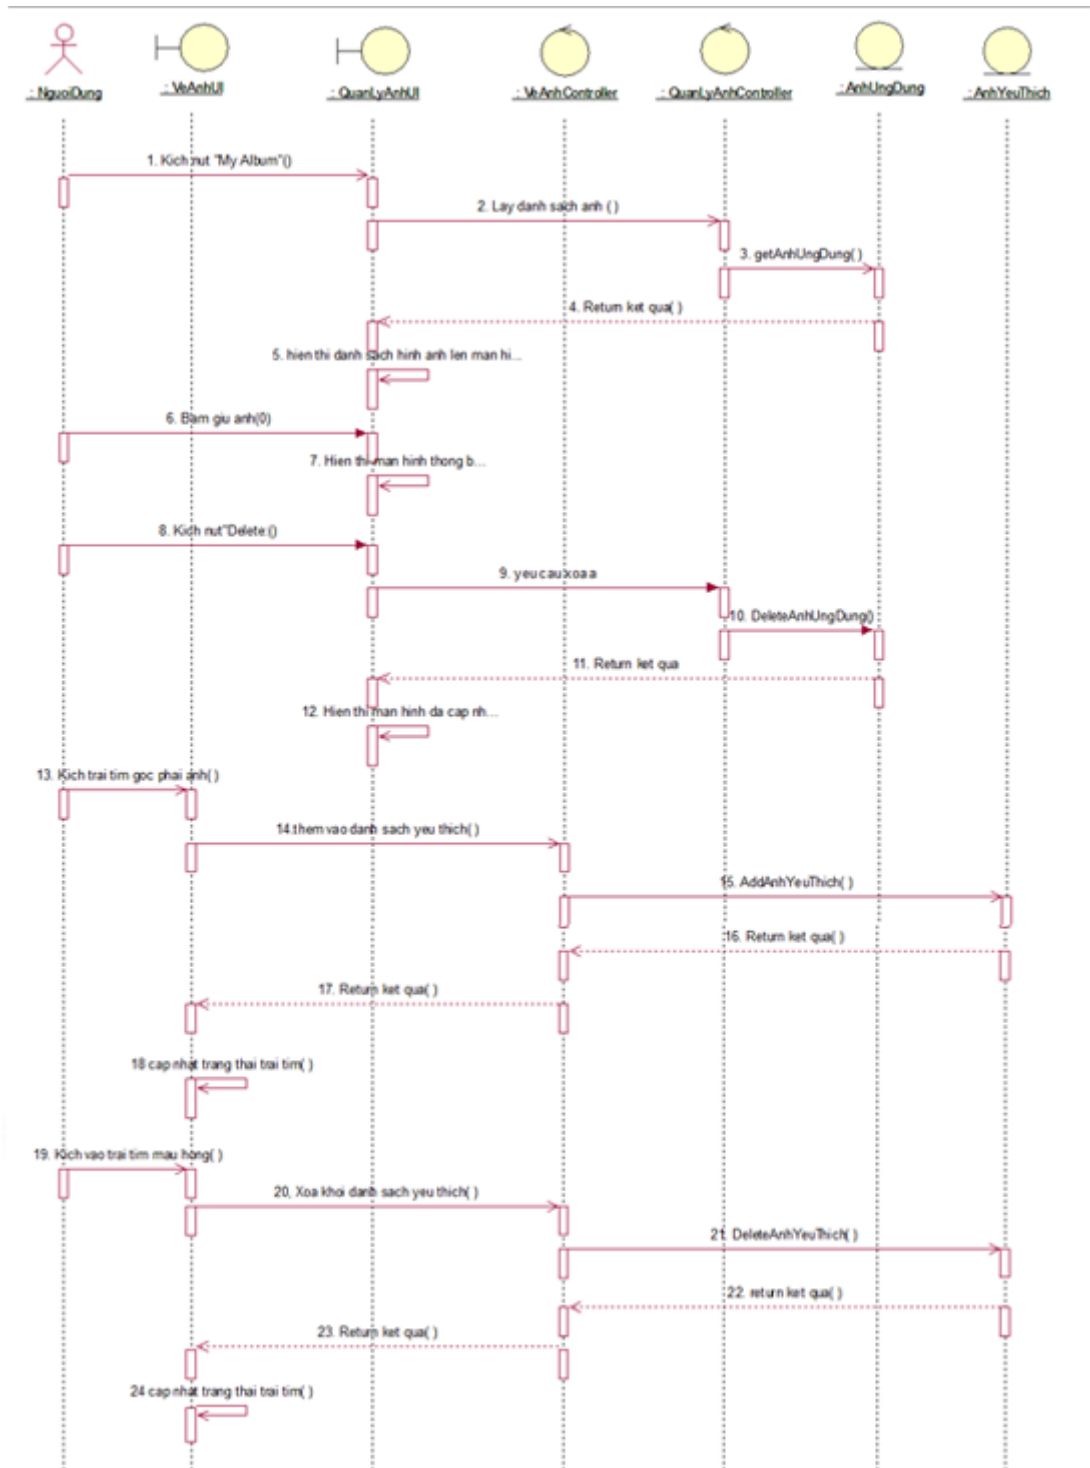 : NguoiDung
: VeAnhUI
: QuanLyAnhUI
: VeAnhController
: QuanLyAnhController
: AnhUngDung
: AnhYeuThich
1. Kich nut "My Album"()
2. Lay danh sach anh ( )
3. getAnhUngDung( )
4. Return ket qua( )
5. hien thi danh sach hinh anh len man hi...
6. Bam giu anh(0)
7. Hien thi man hinh thong b...
8. Kich nut"Delete:()
9. yeu cau xoa a
10. DeleteAnhUngDung()
11. Return ket qua
12. Hien thi man hinh da cap nh...
13. Kich trai tim goc phai anh( )
14.them vao danh sach yeu thich( )
15. AddAnhYeuThich( )
16. Return ket qua( )
17. Return ket qua( )
18 cap nhat trang thai trai tim( )
19. Kich vao trai tim mau hong( )
20, Xoa khoi danh sach yeu thich( )
21. DeleteAnhYeuThich( )
22. return ket qua( )
23. Return ket qua( )
24 cap nhat trang thai trai tim( )